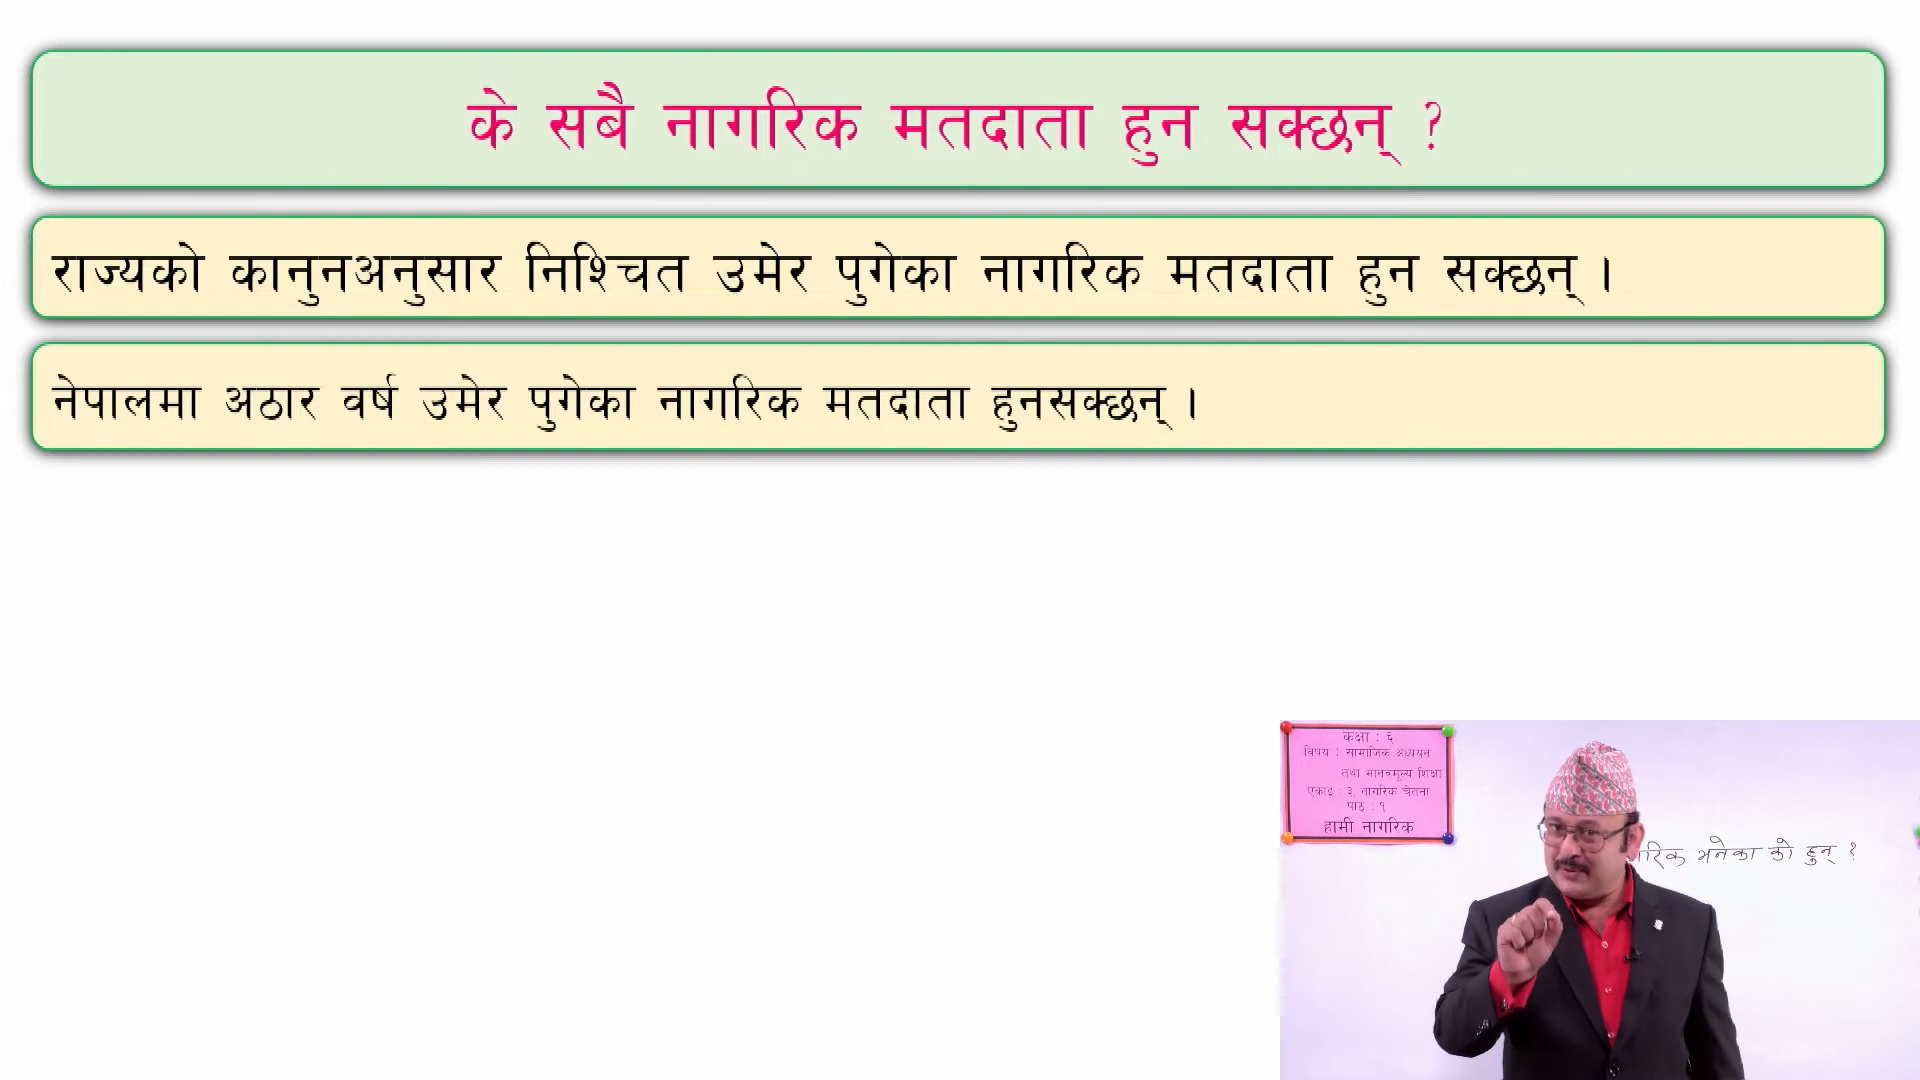 के सबै नागरिक मतदाता हुन सक्छन् ?
राज्यको कानुनअनुसार निश्चित उमेर पुगेका नागरिक मतदाता हुन सक्छन् ।
नेपालमा अठार वर्ष उमेर पुगेका नागरिक मतदाता हुनसक्छन् ।
कक्षा : ६
विषय : सामाजिक अध्ययन
तथा मानवमूल्य शिक्षा
एकाइ : ३, नागरिक चेतना
पाठ : १
हामी नागरिक
भनेका को हुन् ?